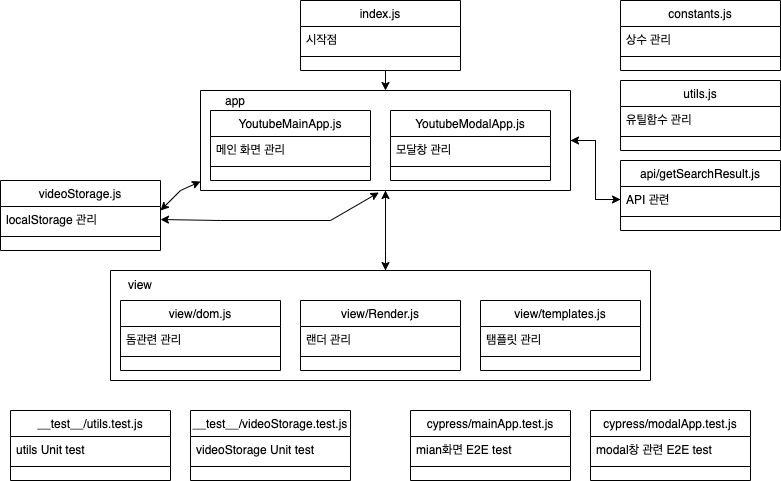 index.js
시작점
constants.js
상수 관리
app
YoutubeMainApp.js
메인 화면 관리
YoutubeModalApp.js
모달창 관리
utils.js
유틸함수 관리
api/getSearchResult.js
API 관련
videoStorage.js
localStorage 관리
view
view/dom.js
돔관련 관리
view/Render.js
랜더 관리
view/templates.js
탬플릿 관리
__test__/utils.test.js
utils Unit test
__test__/videoStorage.test.js
videoStorage Unit test
cypress/mainApp.test.js
mian화면 E2E test
cypress/modalApp.test.js
modal창 관련 E2E test